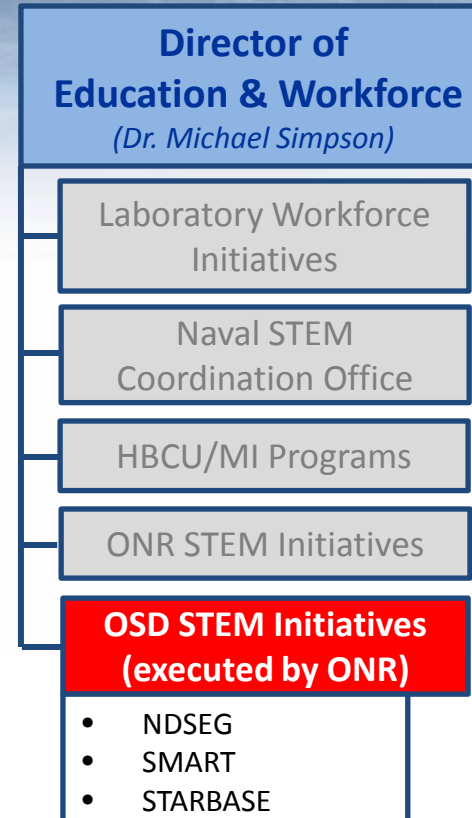 Director of
Education & Workforce
(Dr. Michael Simpson)
Laboratory Workforce
Initiatives
Naval STEM
Coordination Office
HBCU/MI Programs
ONR STEM Initiatives
OSD STEM Initiatives
(executed by ONR)
• NDSEG
• SMART
• STARBASE